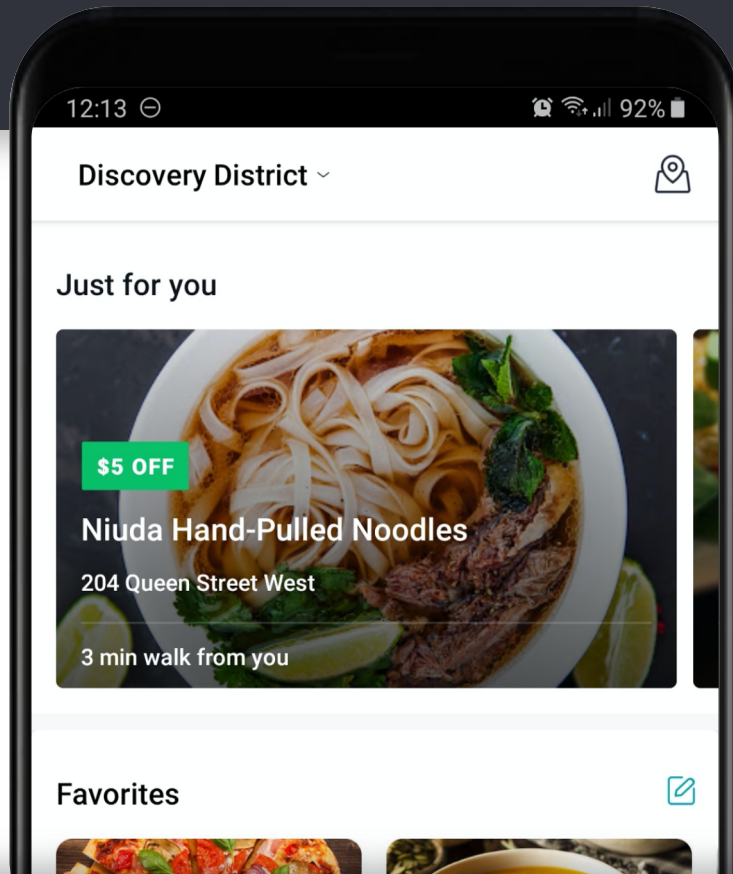 12:13
92%
Discovery District
Just for you
$5 OFF
Niuda Hand-Pulled Noodles
204 Queen Street West
3 min walk from you
Favorites